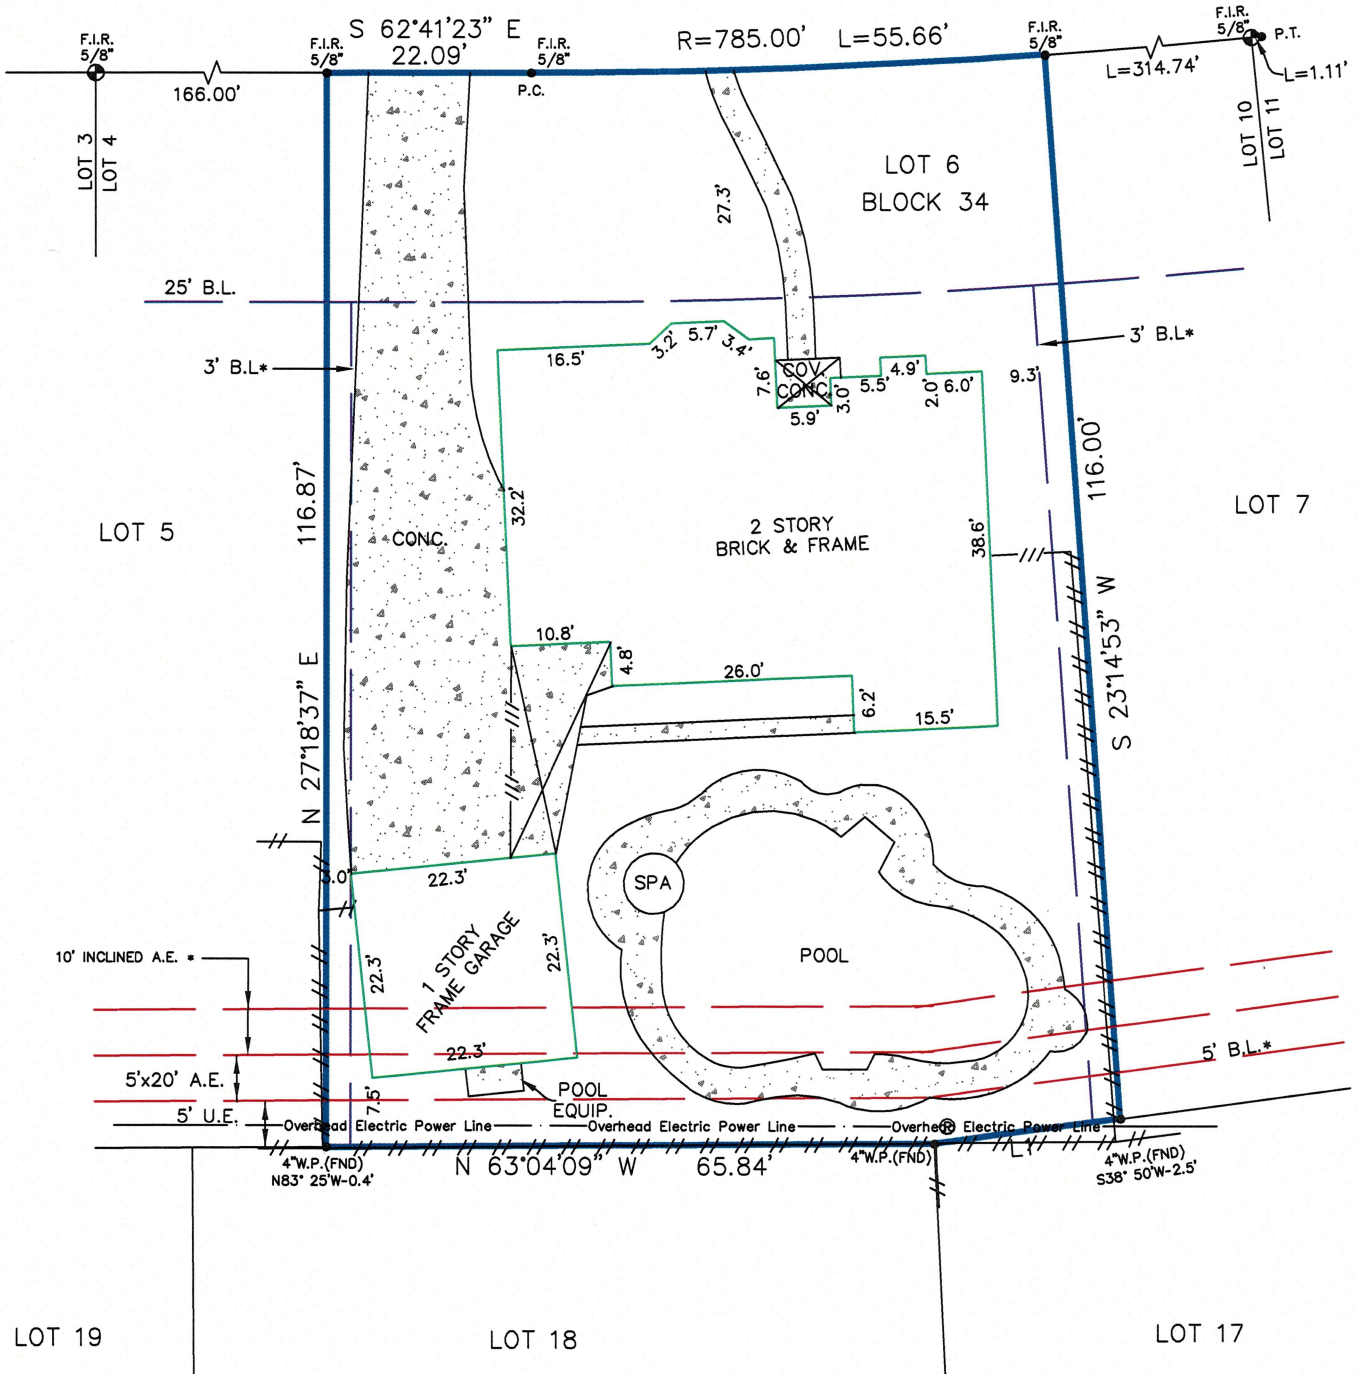 S 62°41'23" E
22.09'
R=785.00' L=55.66'
F.I.R.
5/8"
F.I.R.
5/8"
F.I.R.
5/8"
P.C.
F.I.R.
5/8"
F.I.R.
5/8"
P.T.
166.00'
L=314.74'
L=1.11'
LOT 3
LOT 4
LOT 10
LOT 11
LOT 6
BLOCK 34
27.3'
25' B.L.
3' B.L*
3' B.L*
16.5'
3.2'
5.7'
3.4'
7.6'
COV.
CONC.
5.9'
3.0'
5.5'
4.9'
2.0'
6.0'
9.3'
116.87'
N 27°18'37" E
116.00'
S 23°14'53" W
LOT 5
LOT 7
CONC.
32.2'
2 STORY
BRICK & FRAME
38.6'
10.8'
4.8'
26.0'
6.2'
15.5'
3.0'
22.3'
SPA
POOL
1 STORY
FRAME GARAGE
22.3'
22.3'
22.3'
10' INCLINED A.E. *
5'x20' A.E.
5' U.E.
7.5'
POOL
EQUIP.
5' B.L.*
Overhead Electric Power Line
Overhead Electric Power Line
Overhe® Electric Power Line
L1
4"W.P.(FND)
N83° 25'W-0.4'
N 63°04'09" W 65.84'
4"W.P.(FND)
4"W.P.(FND)
S38° 50'W-2.5'
LOT 19
LOT 18
LOT 17